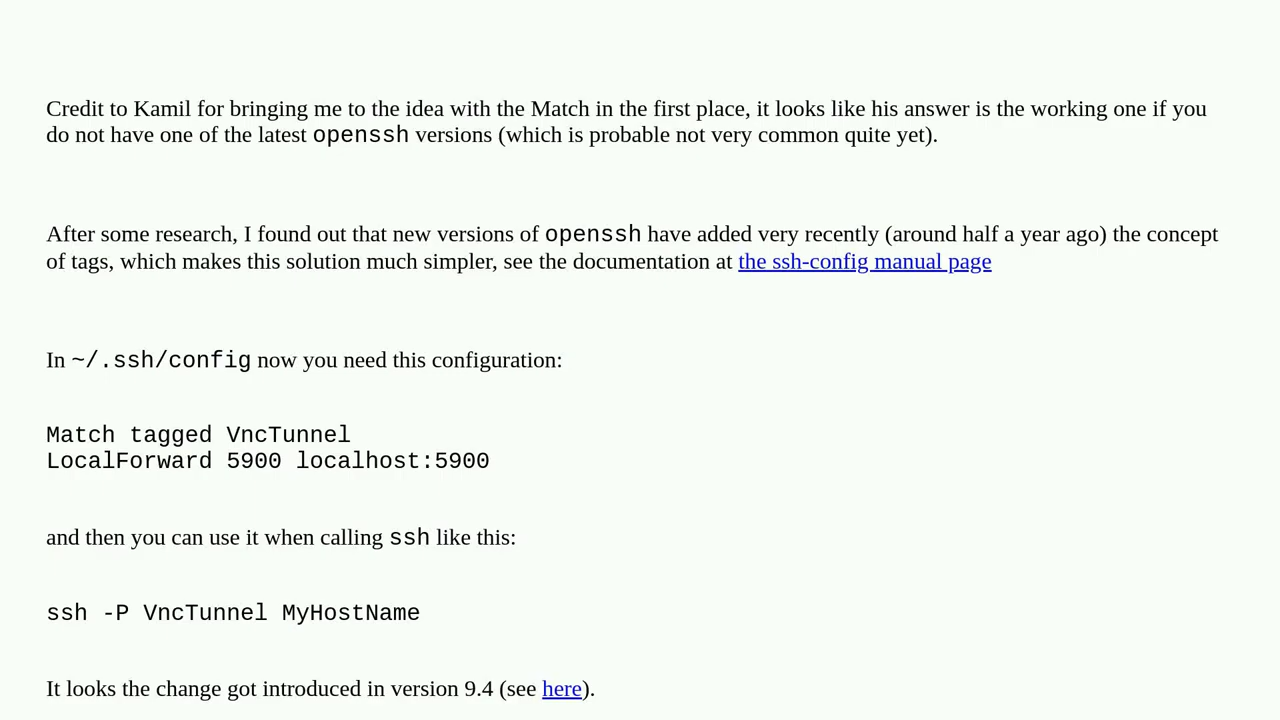 Credit to Kamil for bringing me to the idea with the Match in the first place, it looks like his answer is the working one if you
do not have one of the latest openssh versions (which is probable not very common quite yet).
After some research, I found out that new versions of openssh have added very recently (around half a year ago) the concept
of tags, which makes this solution much simpler, see the documentation at the ssh-config manual page
In ~/.ssh/config now you need this configuration:
Match tagged VncTunnel
LocalForward 5900 localhost:5900
and then you can use it when calling ssh like this:
ssh -P VncTunnel MyHostName
It looks the change got introduced in version 9.4 (see here).